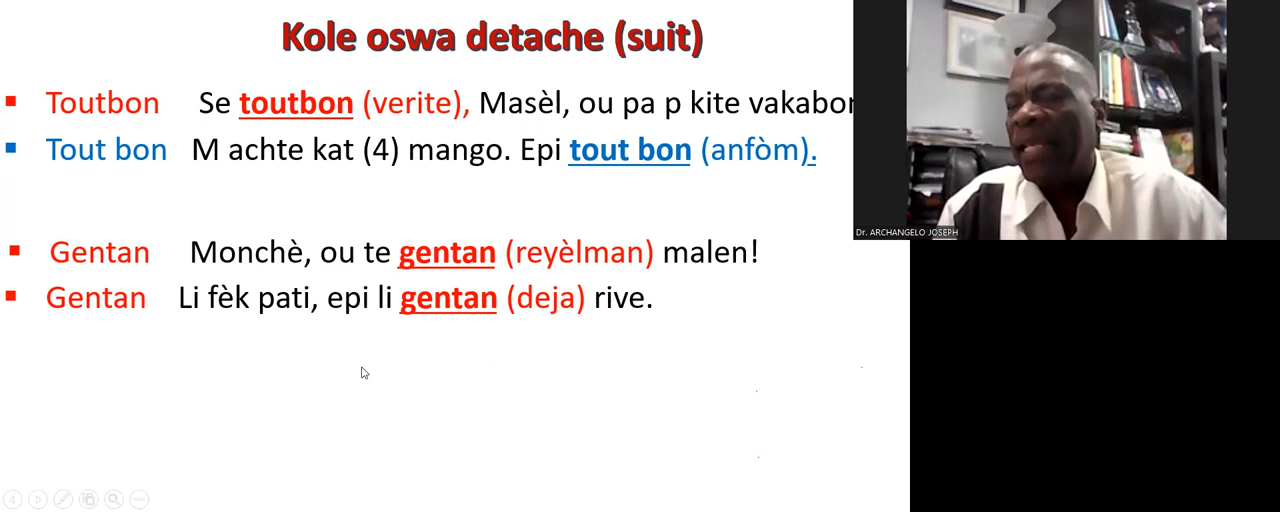 Kole oswa detache (suit)
Toutbon Se toutbon (verite), Masèl, ou pa p kite
Tout bon M achte kat (4) mango. Epi tout bon (anfòm).
Gentan Monchè, ou te gentan (reyèlman) malen!
Gentan Li fèk pati, epi li gentan (deja) rive.
Dr. ARCHANGELO JOSEPH